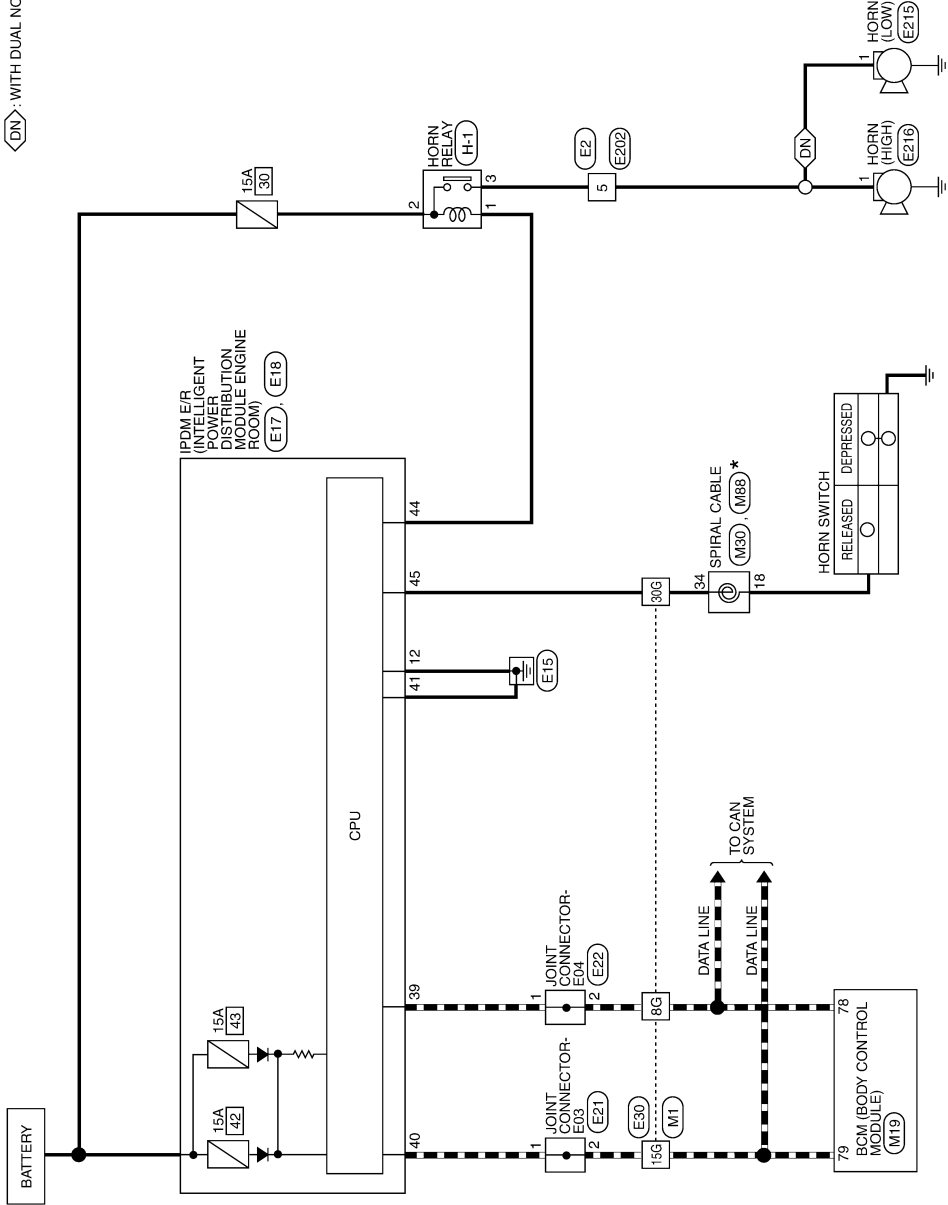 DN : WITH DUAL NO
BATTERY
15A
30
HORN
RELAY
H-1
2
1
3
5
E2
E202
DN
1
HORN
(HIGH)
E216
1
HORN
(LOW)
E215
IPDM E/R
(INTELLIGENT
POWER
DISTRIBUTION
MODULE ENGINE
ROOM)
E17 , E18
15A
42
15A
43
CPU
40
39
41
12
45
44
E15
JOINT
CONNECTOR-
E03
E21
1
2
JOINT
CONNECTOR-
E04
E22
1
2
15G
E30
M1
8G
30G
34
18
SPIRAL CABLE
M30 , M88 *
HORN SWITCH
RELEASED
DEPRESSED
DATA LINE
DATA LINE
TO CAN
SYSTEM
79
78
BCM (BODY CONTROL
MODULE)
M19